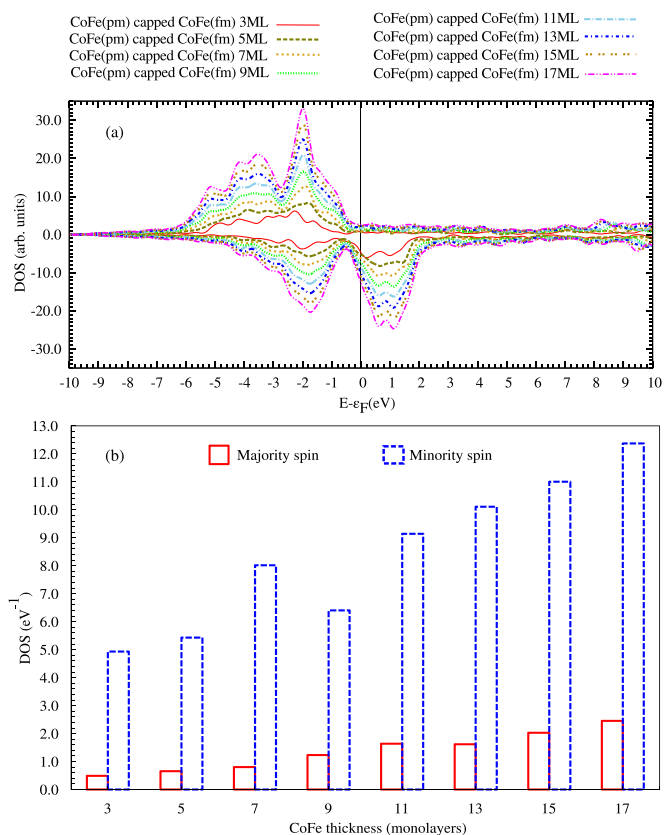 CoFe(pm) capped CoFe(fm) 3ML
CoFe(pm) capped CoFe(fm) 5ML
CoFe(pm) capped CoFe(fm) 7ML
CoFe(pm) capped CoFe(fm) 9ML
CoFe(pm) capped CoFe(fm) 11ML
CoFe(pm) capped CoFe(fm) 13ML
CoFe(pm) capped CoFe(fm) 15ML
CoFe(pm) capped CoFe(fm) 17ML
(a)
DOS (arb. units)
30.0
20.0
10.0
0.0
-10.0
-20.0
-30.0
-10 -9 -8 -7 -6 -5 -4 -3 -2 -1 0 1 2 3 4 5 6 7 8 9 10
E-εF(eV)
(b)
Majority spin
Minority spin
DOS (eV-1)
13.0
12.0
11.0
10.0
9.0
8.0
7.0
6.0
5.0
4.0
3.0
2.0
1.0
0.0
3 5 7 9 11 13 15 17
CoFe thickness (monolayers)